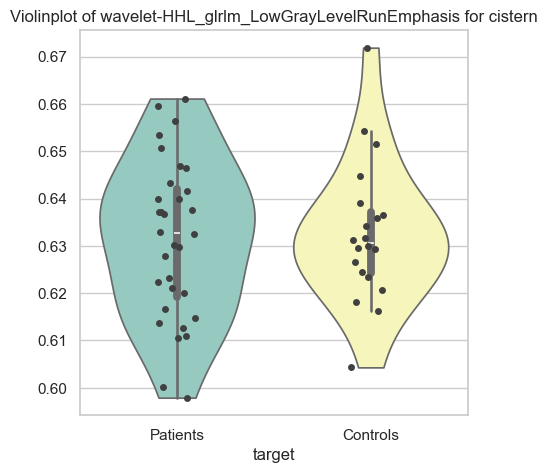 Violinplot of wavelet-HHL_glrlm_LowGrayLevelRunEmphasis for cistern
0.67
0.66
0.65
0.64
0.63
0.62
0.61
0.60
Patients Controls
target